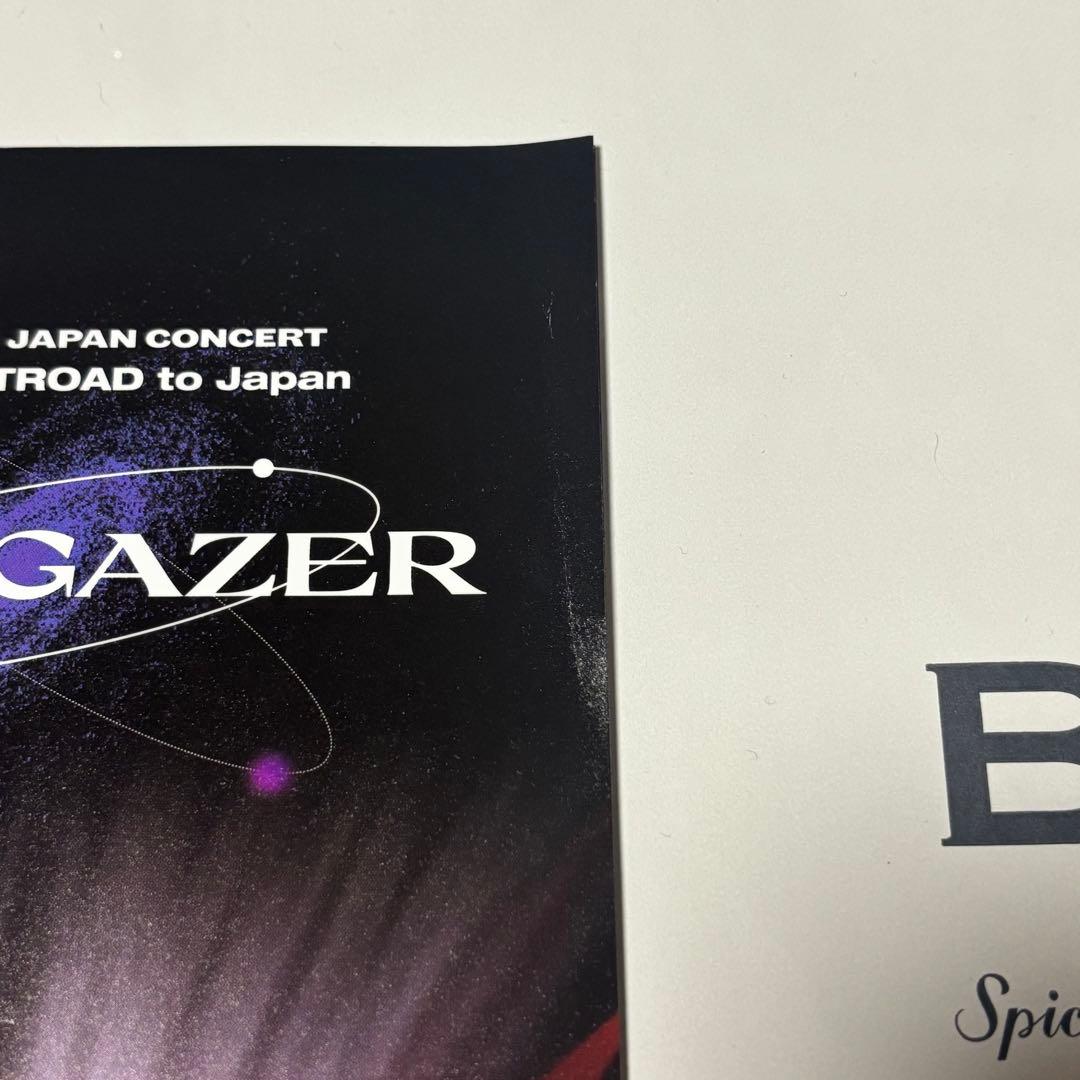 JAPAN CONCERT
TROAD to Japan
GAZER
B
Spic